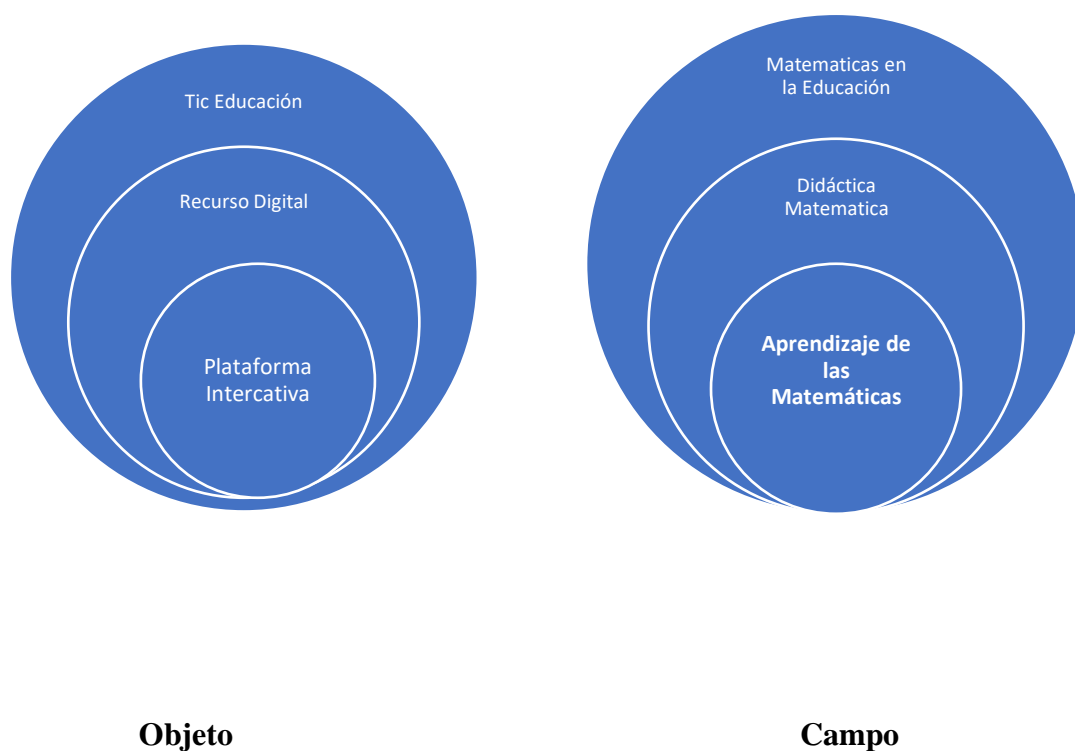 Tic Educación
Recurso Digital
Plataforma
Intercativa
Matematicas en
la Educación
Didáctica
Matematica
Aprendizaje de
las
Matemáticas
Objeto
Campo